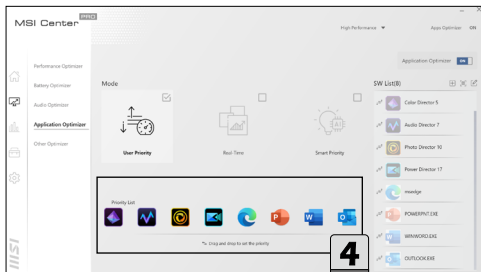 MSI Center PRO
High Performance
Apps Optimizer ON
Application Optimizer ON
Performance Optimizer
Battery Optimizer
Audio Optimizer
Application Optimizer
Other Optimizer
Mode
User Priority
Real-Time
AI
Smart Priority
SW List(8)
Color Director 5
Audio Director 7
Photo Director 10
Power Director 17
msedge
POWERPNT.EXE
WINWORD.EXE
OUTLOOK.EXE
Priority List
Drag and drop to set the priority
4
msi